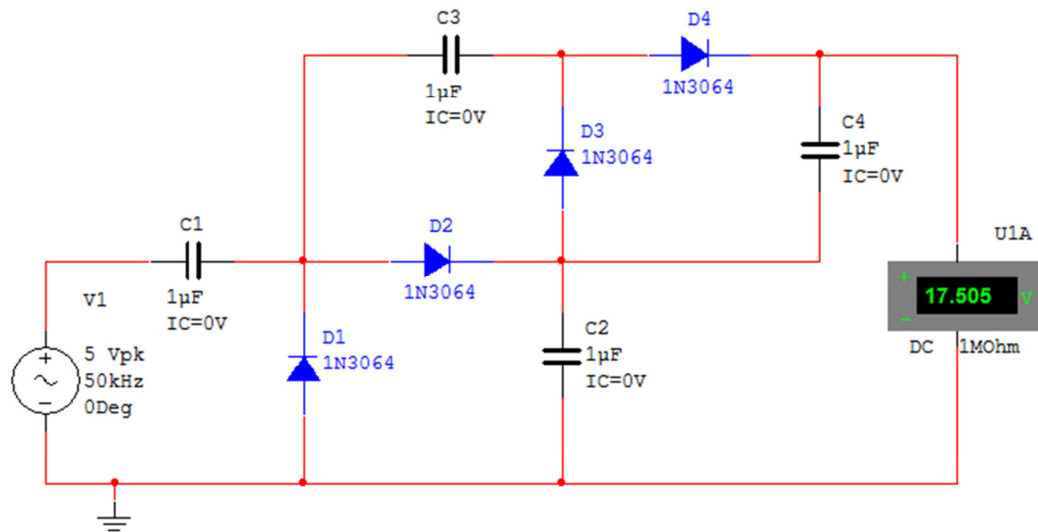 C3
1µF
IC=0V
D4
1N3064
D3
1N3064
C4
1µF
IC=0V
C1
1µF
IC=0V
D2
1N3064
U1A
+
17.505 V
–
DC 1MOhm
V1
+
5 Vpk
50kHz
0Deg
–
D1
1N3064
C2
1µF
IC=0V